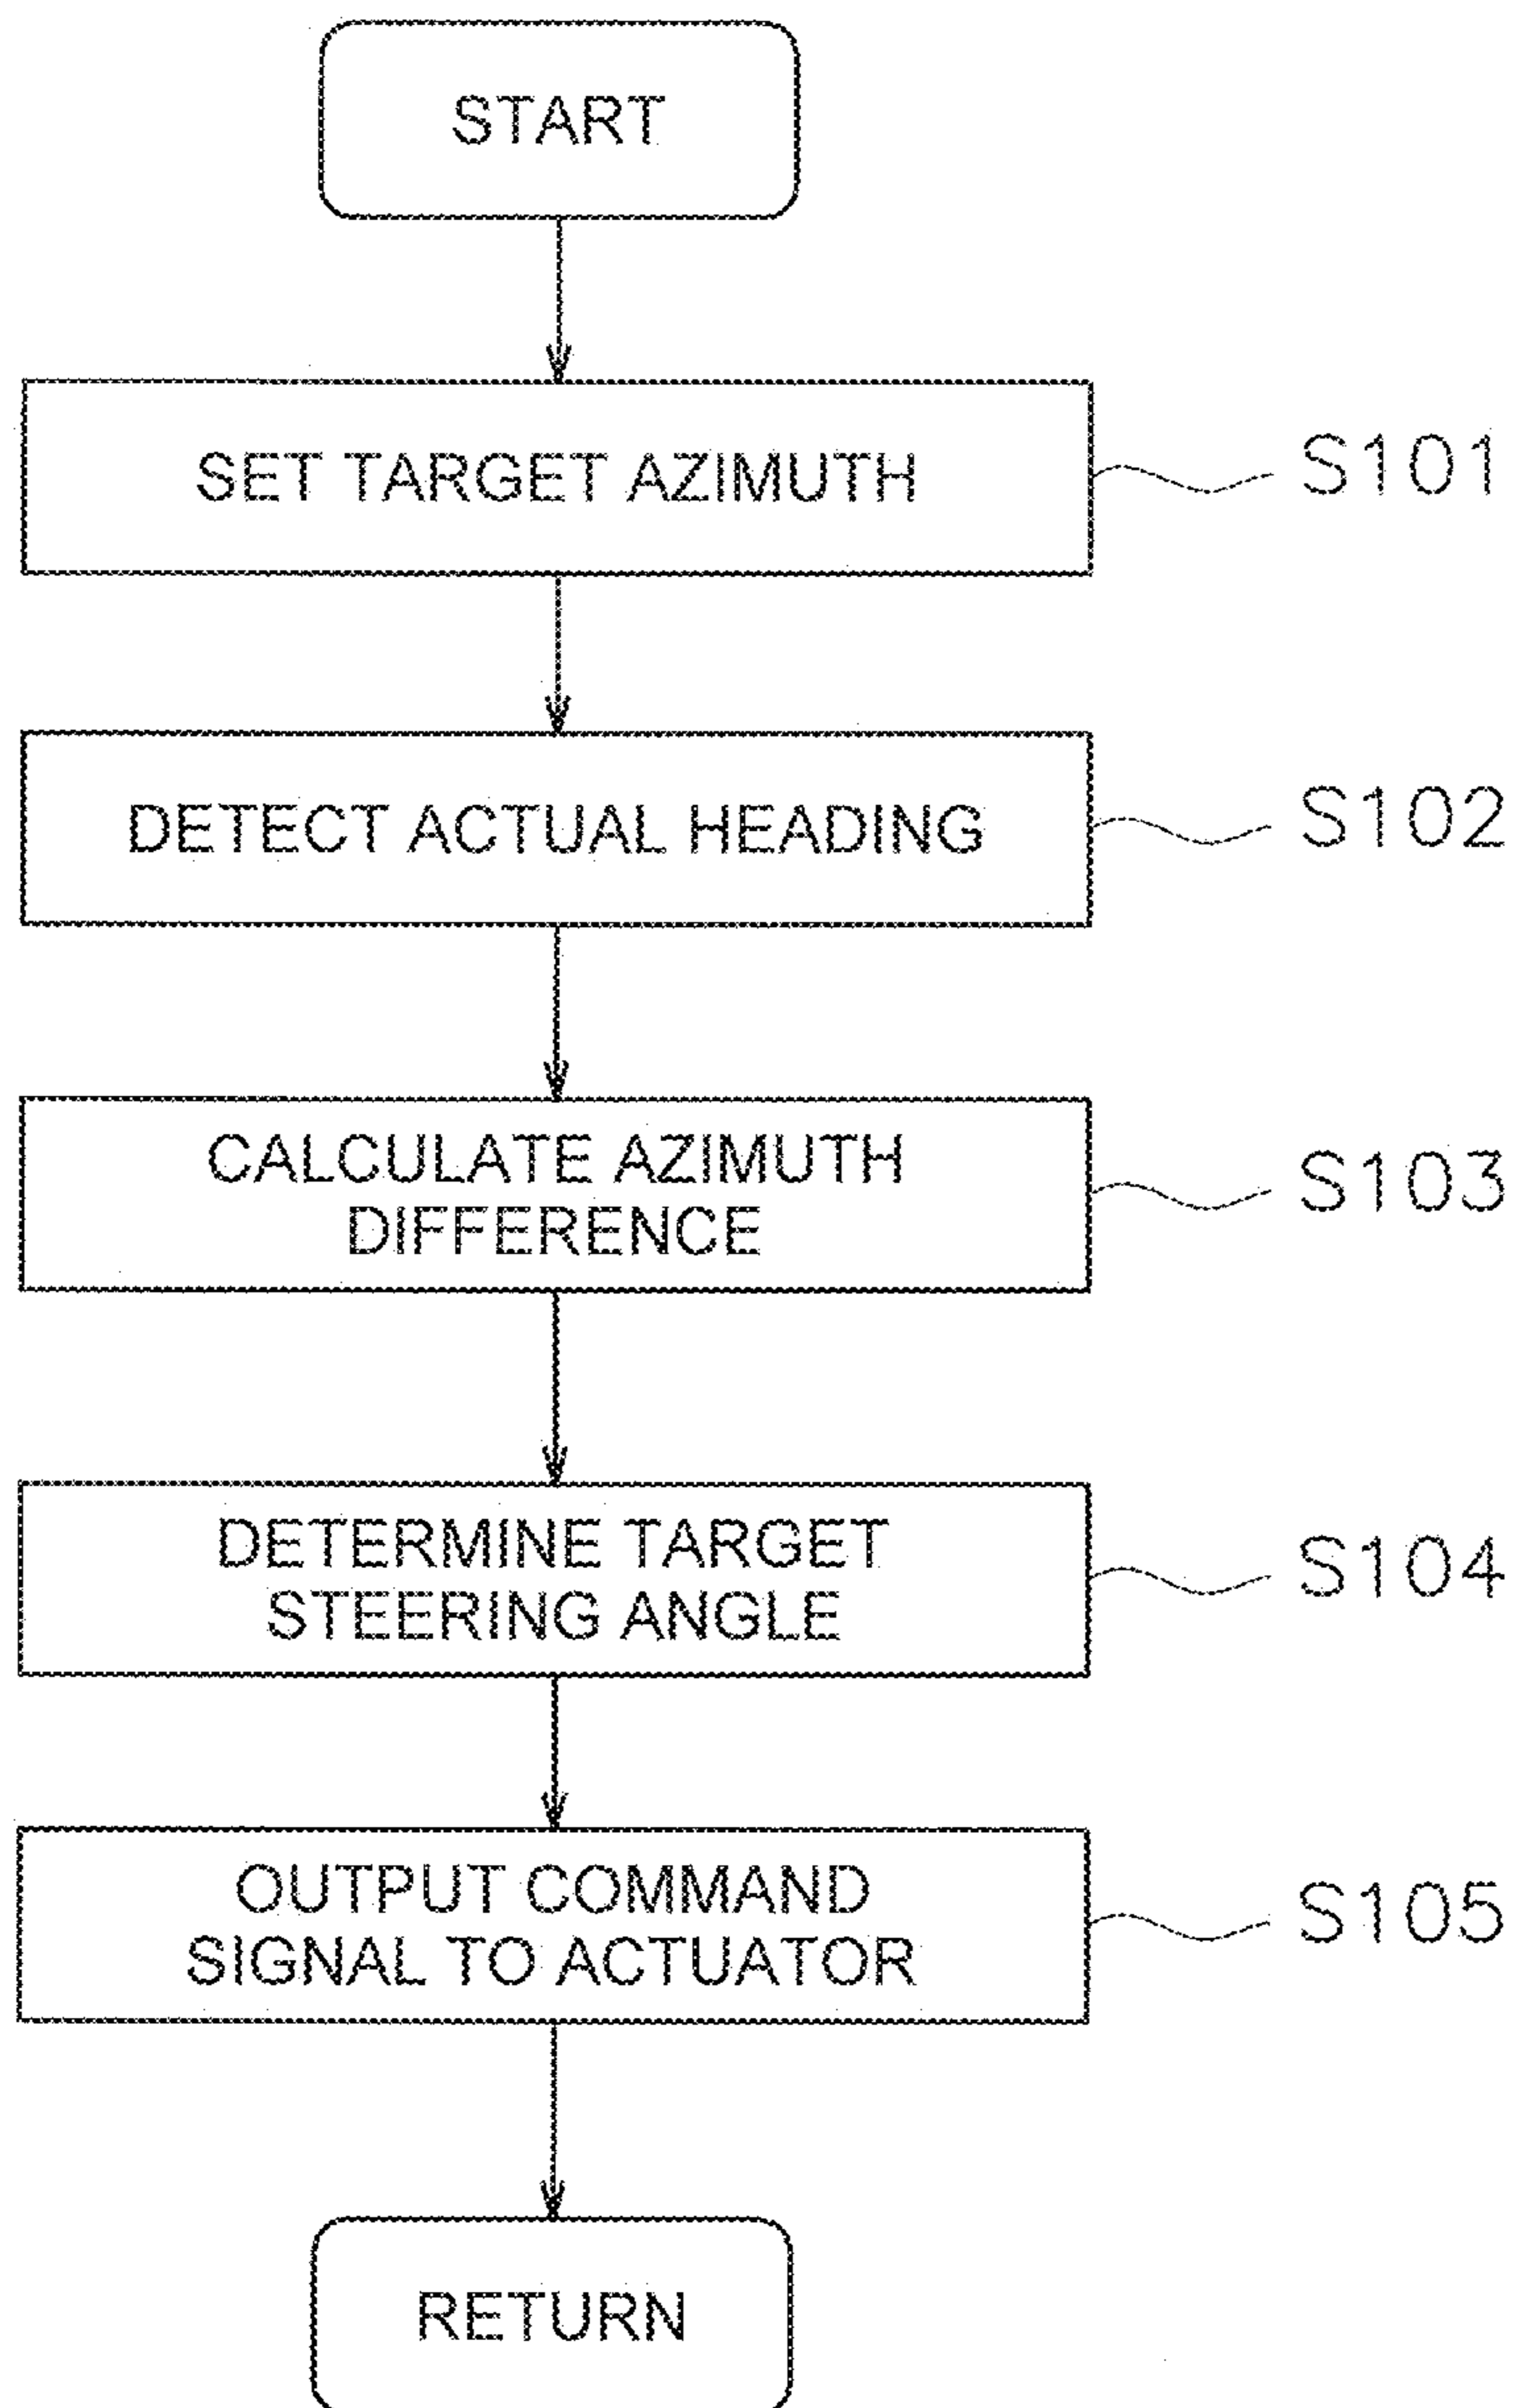 START
SET TARGET AZIMUTH
S101
DETECT ACTUAL HEADING
S102
CALCULATE AZIMUTH
DIFFERENCE
S103
DETERMINE TARGET
STEERING ANGLE
S104
OUTPUT COMMAND
SIGNAL TO ACTUATOR
S105
RETURN